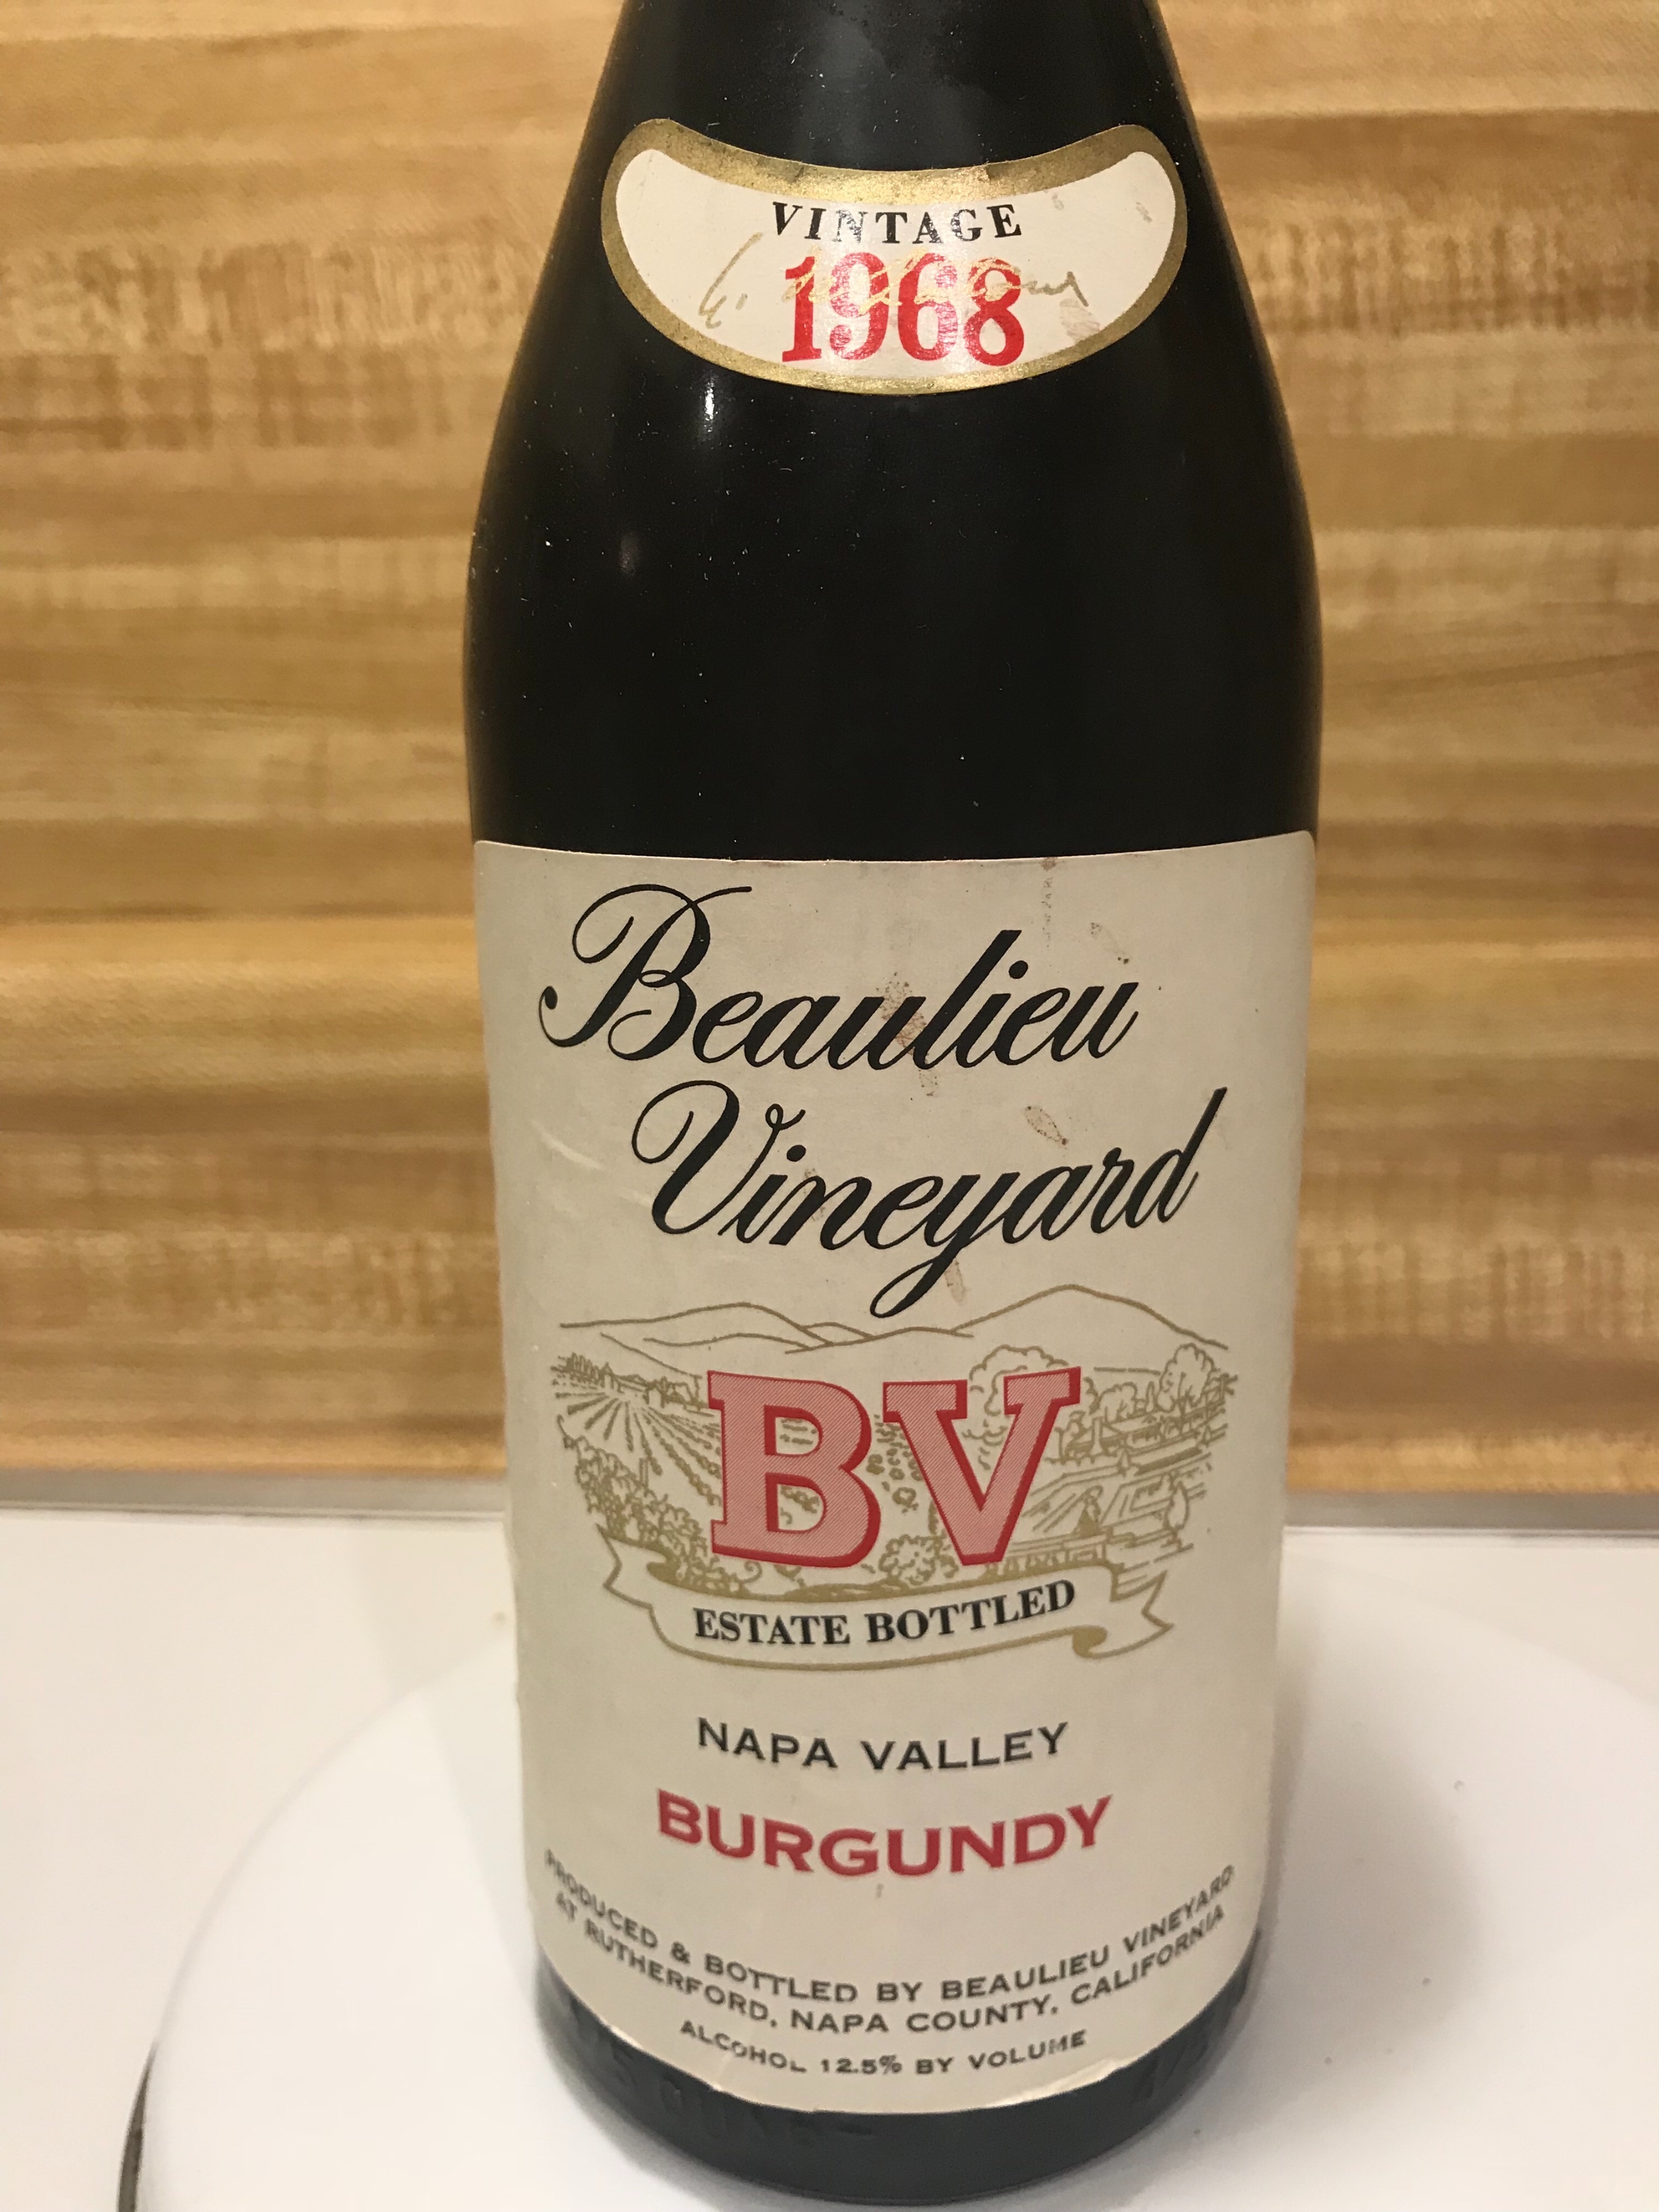 VINTAGE
1968
Beaulieu
Vineyard
BV
ESTATE BOTTLED
NAPA VALLEY
BURGUNDY
PRODUCED & BOTTLED BY BEAULIEU VINEYARD
AT RUTHERFORD, NAPA COUNTY, CALIFORNIA
ALCOHOL 12.5% BY VOLUME